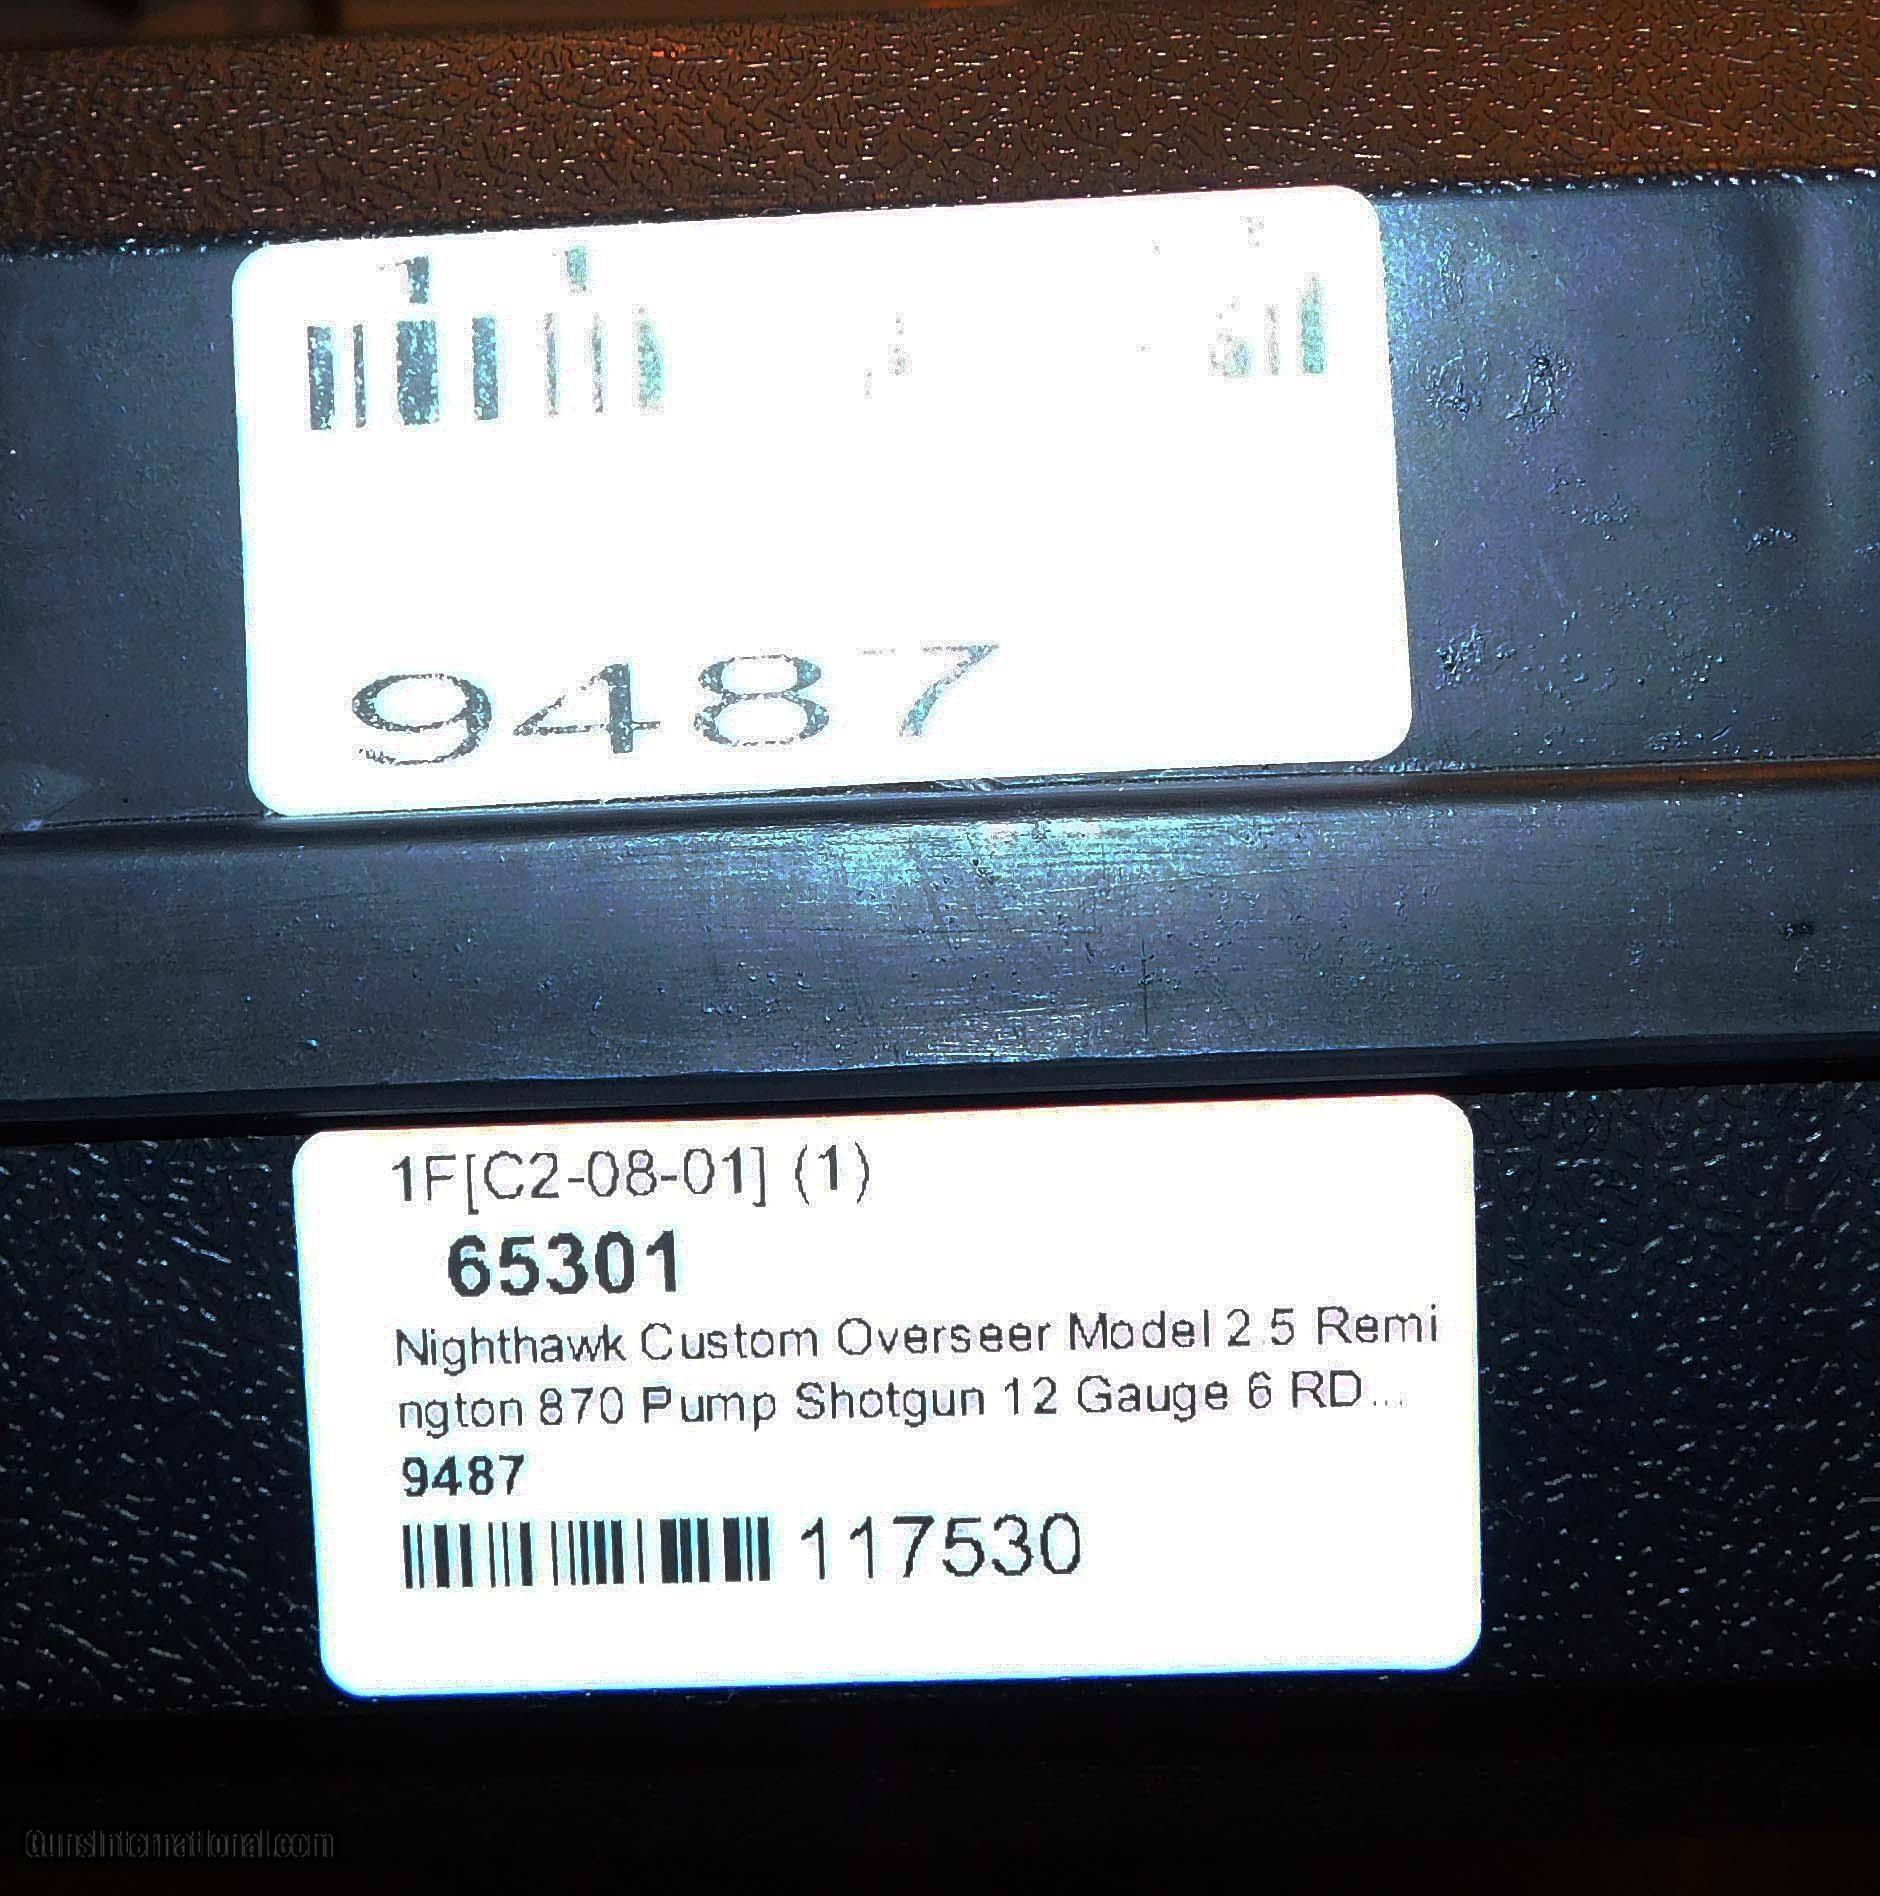 9487
1F[C2-08-01] (1)
65301
Nighthawk Custom Overseer Model 2.5 Remi
ngton 870 Pump Shotgun 12 Gauge 6 RD...
9487
117530
GunsInternational.com